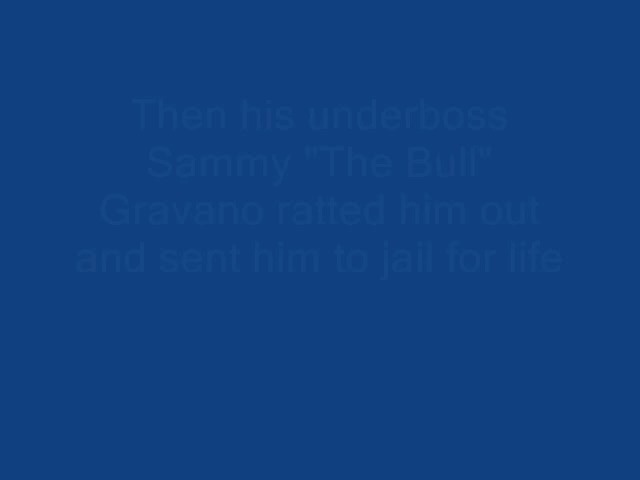 Then his underboss
Sammy "The Bull"
Gravano ratted him out
and sent him to jail for life